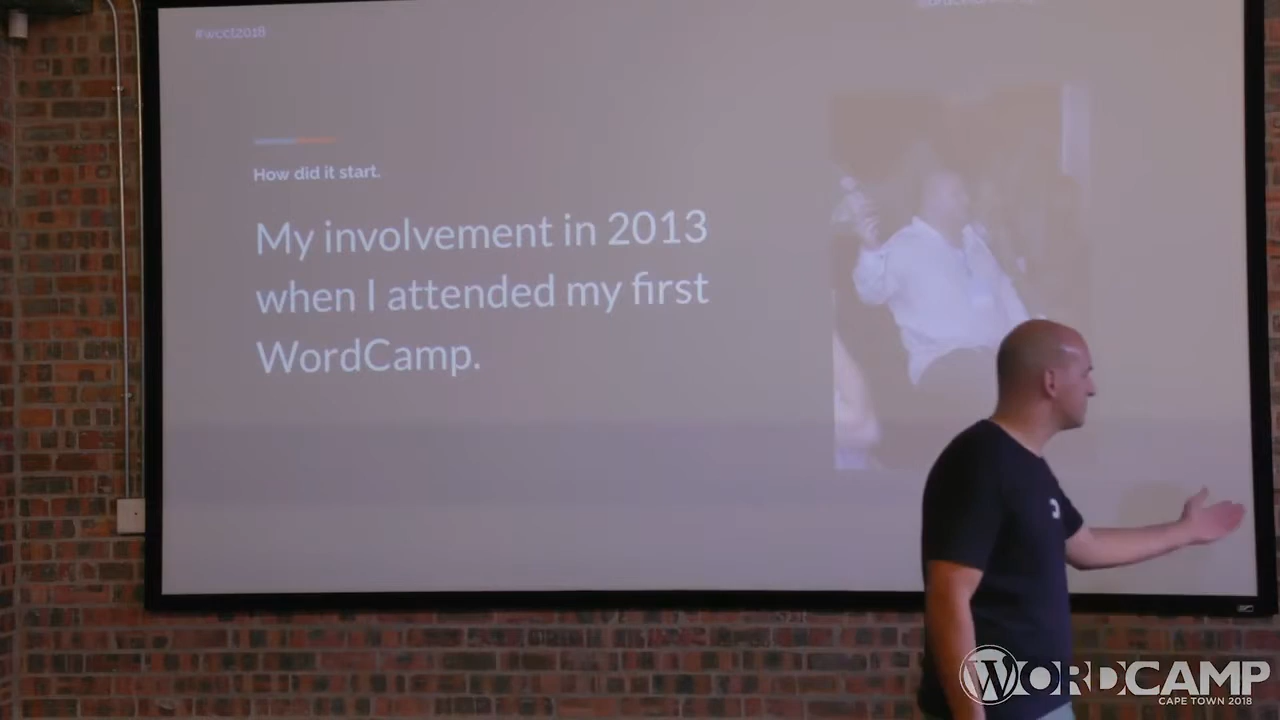 #wcct2018
How did it start.
My involvement in 2013
when I attended my first
WordCamp.
WORDCAMP
CAPE TOWN 2018